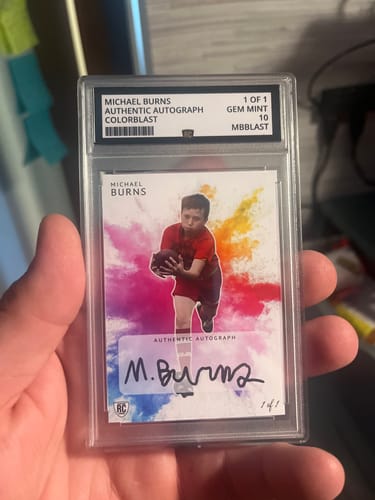 MICHAEL BURNS
AUTHENTIC AUTOGRAPH
COLORBLAST
1 OF 1
GEM MINT
10
MBBLAST
MICHAEL
BURNS
AUTHENTIC AUTOGRAPH
M. Burns
1 of 1
RC